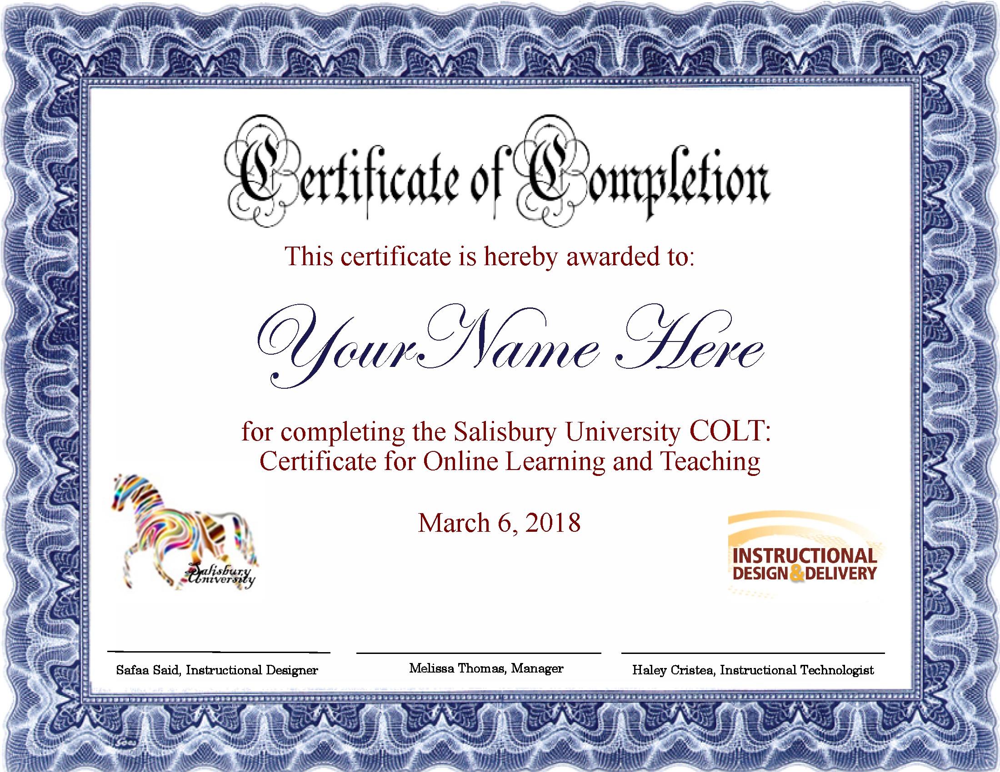 Certificate of Completion
This certificate is hereby awarded to:
Your Name Here
for completing the Salisbury University COLT:
Certificate for Online Learning and Teaching
March 6, 2018
Salisbury
University
INSTRUCTIONAL
DESIGN & DELIVERY
Safaa Said, Instructional Designer
Melissa Thomas, Manager
Haley Cristea, Instructional Technologist